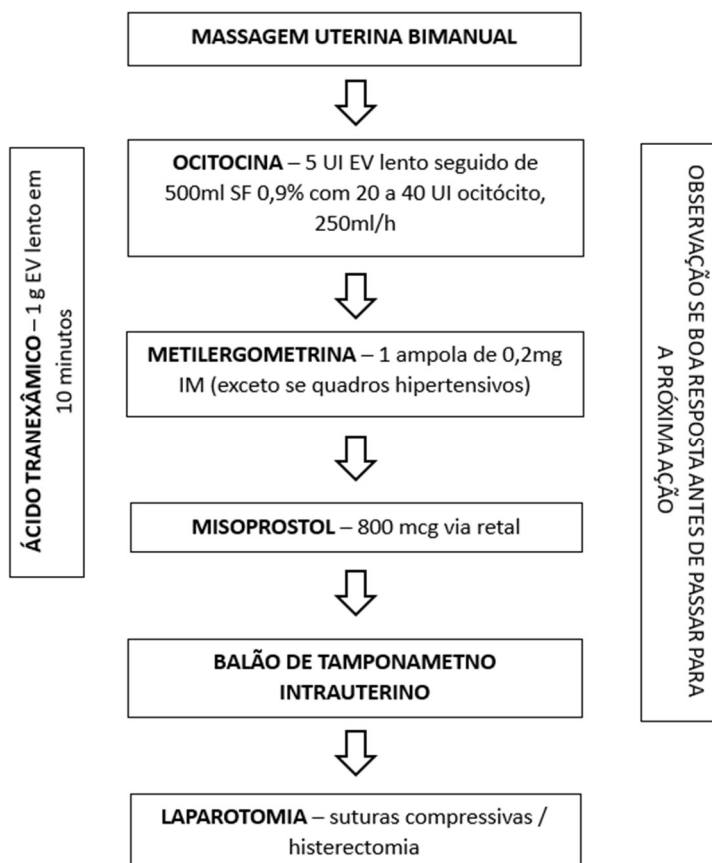 MASSAGEM UTERINA BIMANUAL
OCITOCINA – 5 UI EV lento seguido de
500ml SF 0,9% com 20 a 40 UI ocitócito,
250ml/h
ÁCIDO TRANEXÂMICO – 1 g EV lento em
10 minutos
OBSERVAÇÃO SE BOA RESPOSTA ANTES DE PASSAR PARA
A PRÓXIMA AÇÃO
METILERGOMETRINA – 1 ampola de 0,2mg
IM (exceto se quadros hipertensivos)
MISOPROSTOL – 800 mcg via retal
BALÃO DE TAMPONAMETNO
INTRAUTERINO
LAPAROTOMIA – suturas compressivas /
histerectomia